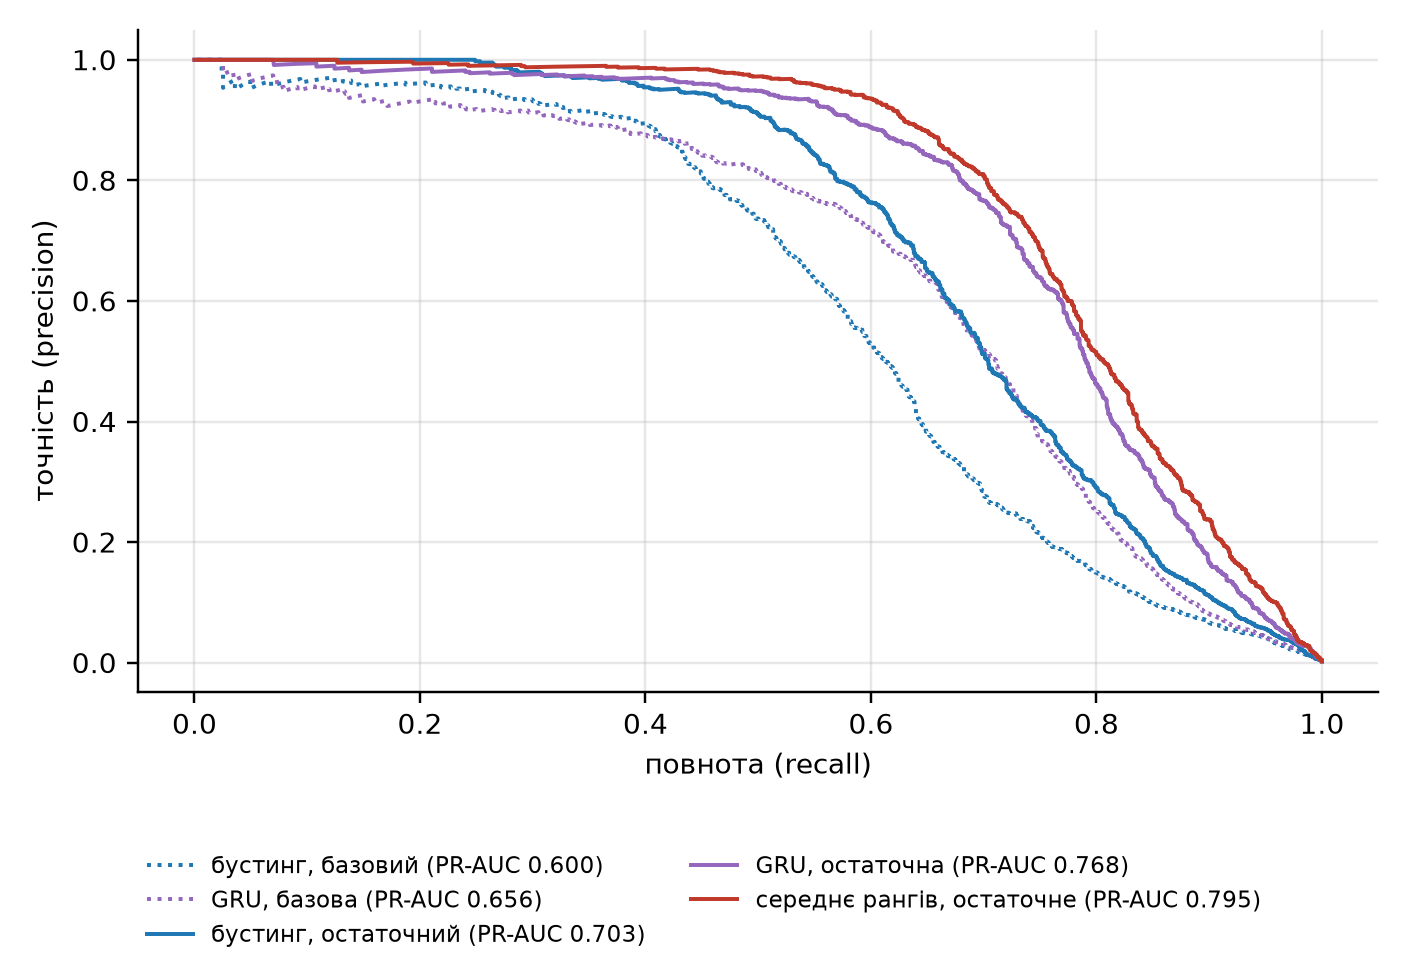 1.0
0.8
0.6
0.4
0.2
0.0
точність (precision)
0.0 0.2 0.4 0.6 0.8 1.0
повнота (recall)
бустинг, базовий (PR-AUC 0.600)
GRU, базова (PR-AUC 0.656)
бустинг, остаточний (PR-AUC 0.703)
GRU, остаточна (PR-AUC 0.768)
середнє рангів, остаточне (PR-AUC 0.795)